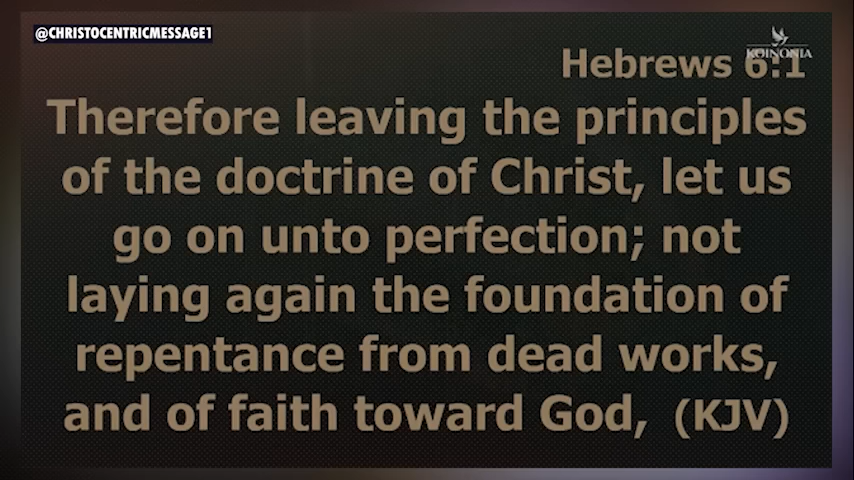 @CHRISTOCENTRICMESSAGE1
KOINONIA
Hebrews 6:1
Therefore leaving the principles
of the doctrine of Christ, let us
go on unto perfection; not
laying again the foundation of
repentance from dead works,
and of faith toward God, (KJV)